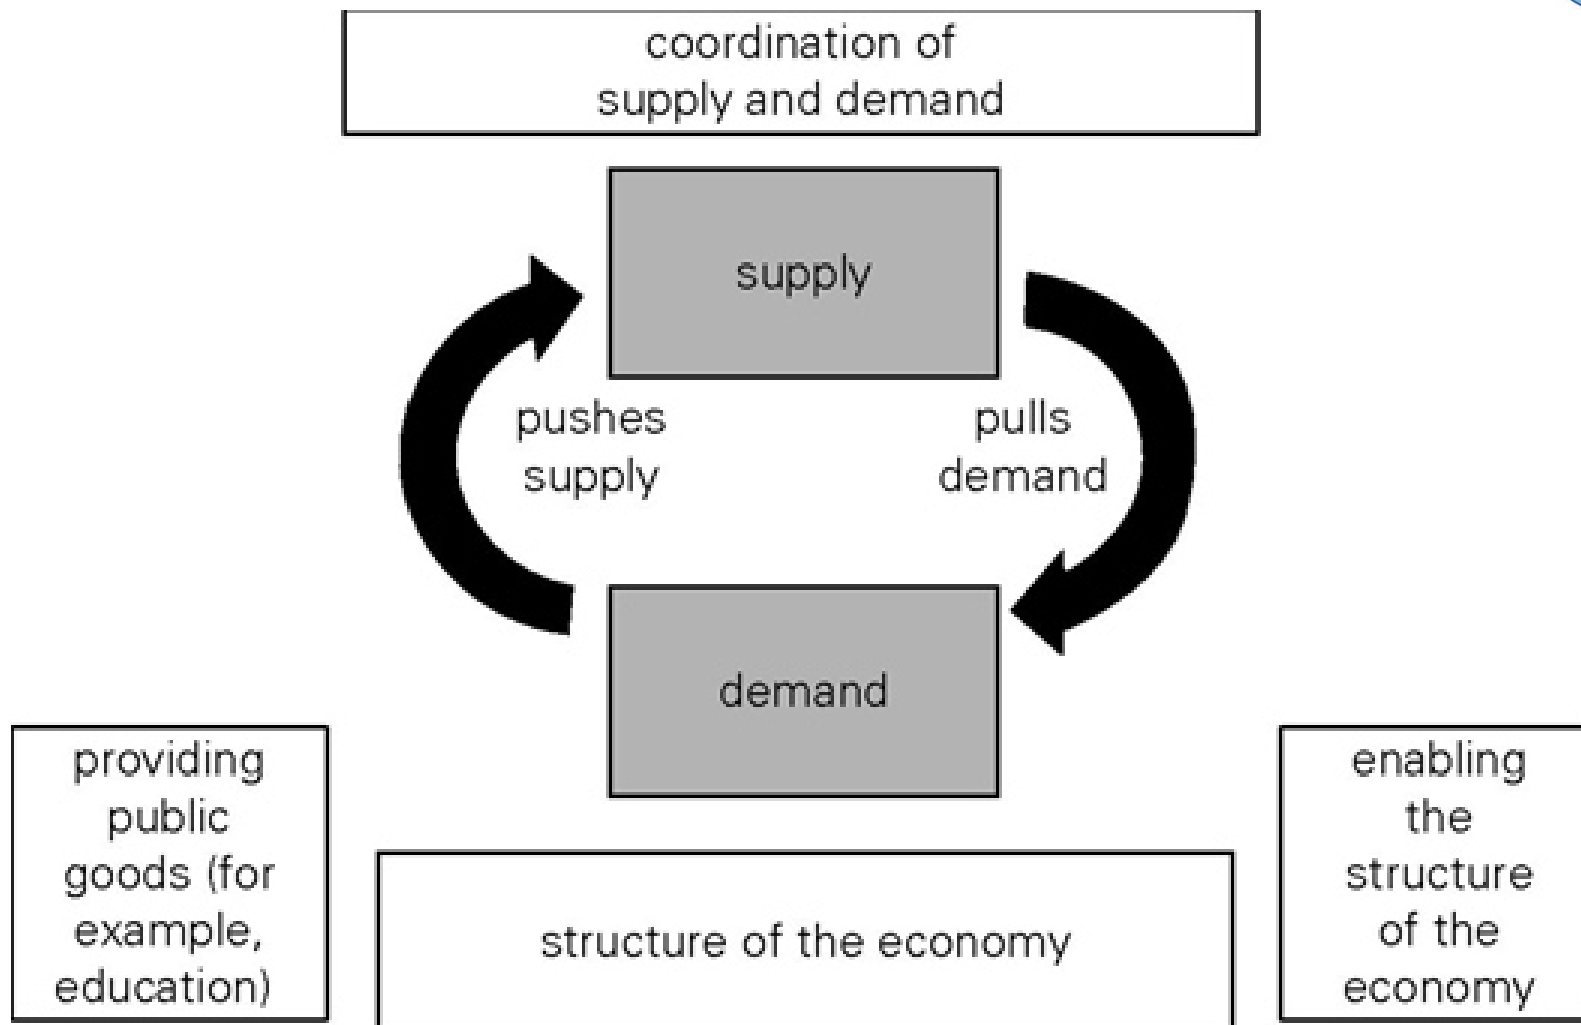 coordination of
supply and demand
supply
pushes
supply
pulls
demand
demand
providing
public
goods (for
example,
education)
structure of the economy
enabling
the
structure
of the
economy